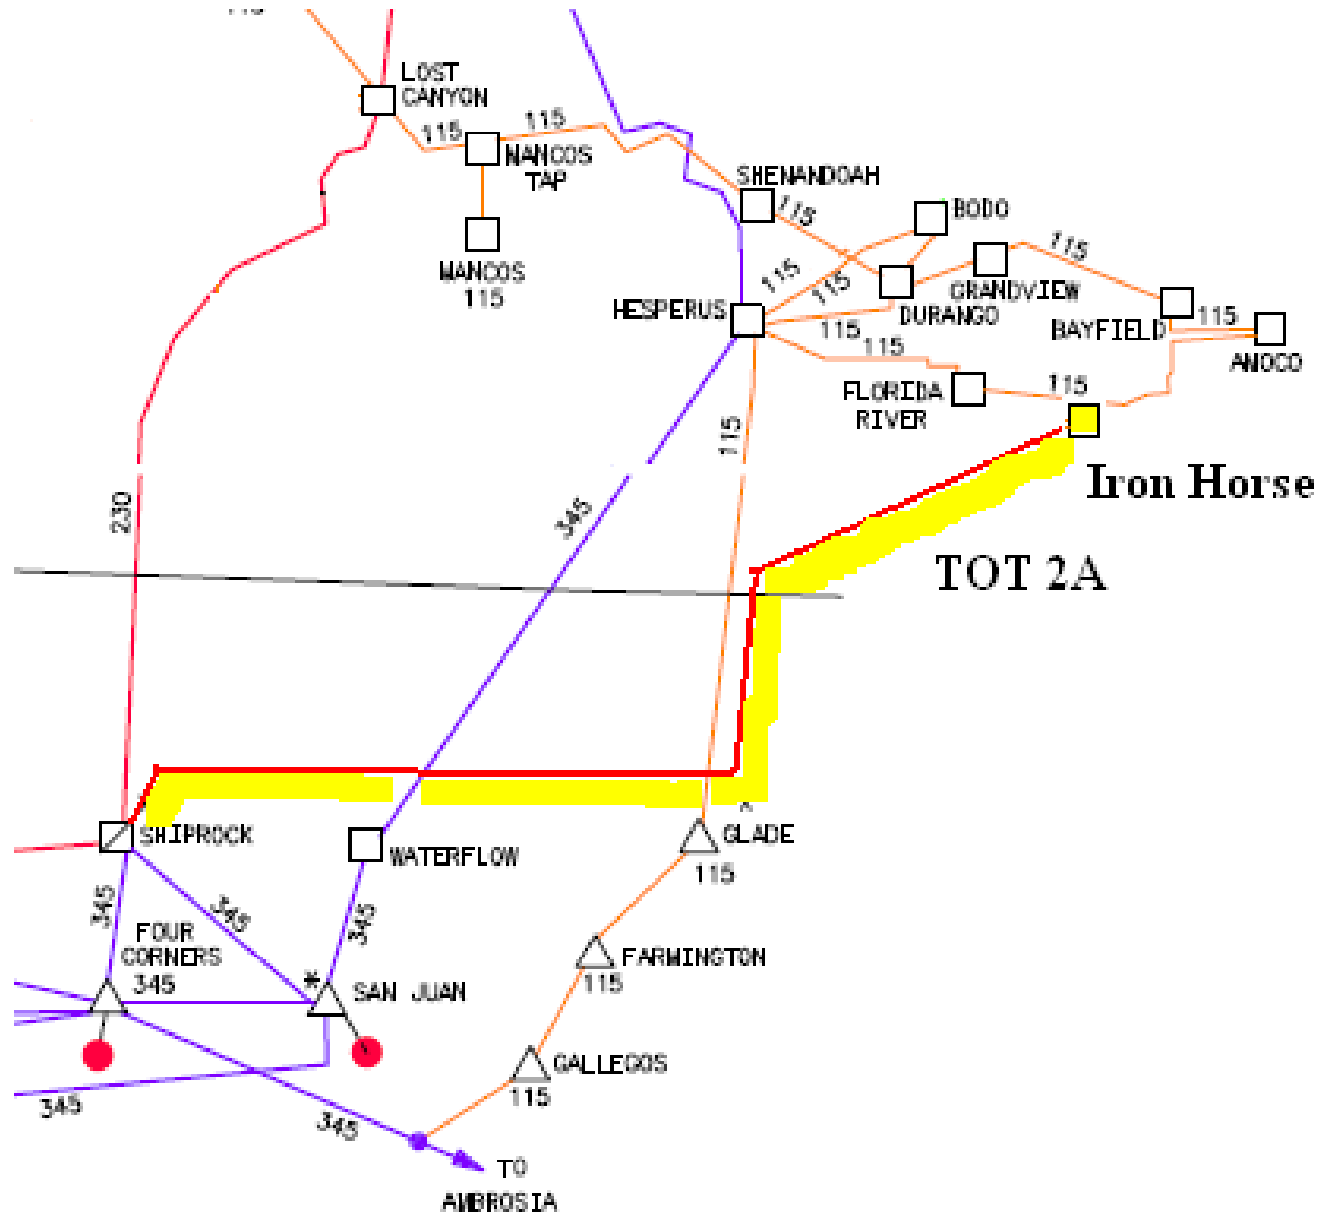 LOST
CANYON
115
115
MANCOS
TAP
SHENANDOAH
115
BODO
MANCOS
115
115
115
115
GRANDVIEW
HESPERUS
DURANGO
115
BAYFIELD
115
AMOCO
115
115
FLORIDA
RIVER
115
115
Iron Horse
230
345
TOT 2A
SHIPROCK
WATERFLOW
GLADE
115
345
345
345
FOUR
CORNERS
345
*
SAN JUAN
FARMINGTON
115
GALLEGOS
115
345
345
TO
AMBROSIA